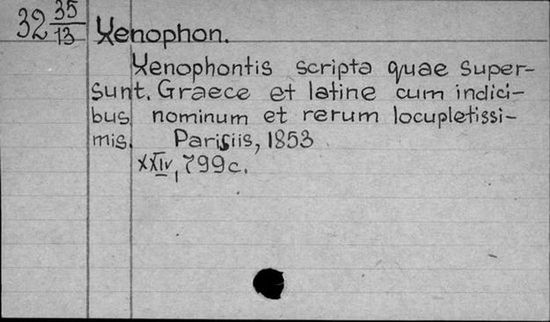 32 35/13 Xenophon.
Xenophontis scripta quae super-
sunt. Graece et latine cum indici-
bus nominum et rerum locupletissi-
mis. Parisiis, 1853
XXIV, 799c.